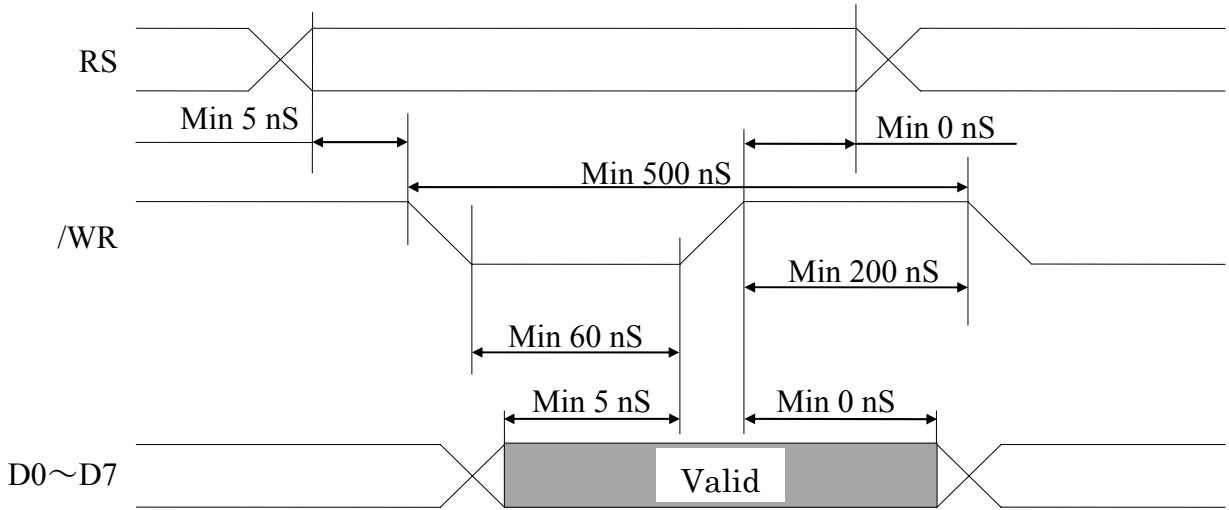 RS
Min 5 nS
Min 0 nS
Min 500 nS
/WR
Min 200 nS
Min 60 nS
Min 5 nS
Min 0 nS
D0～D7
Valid